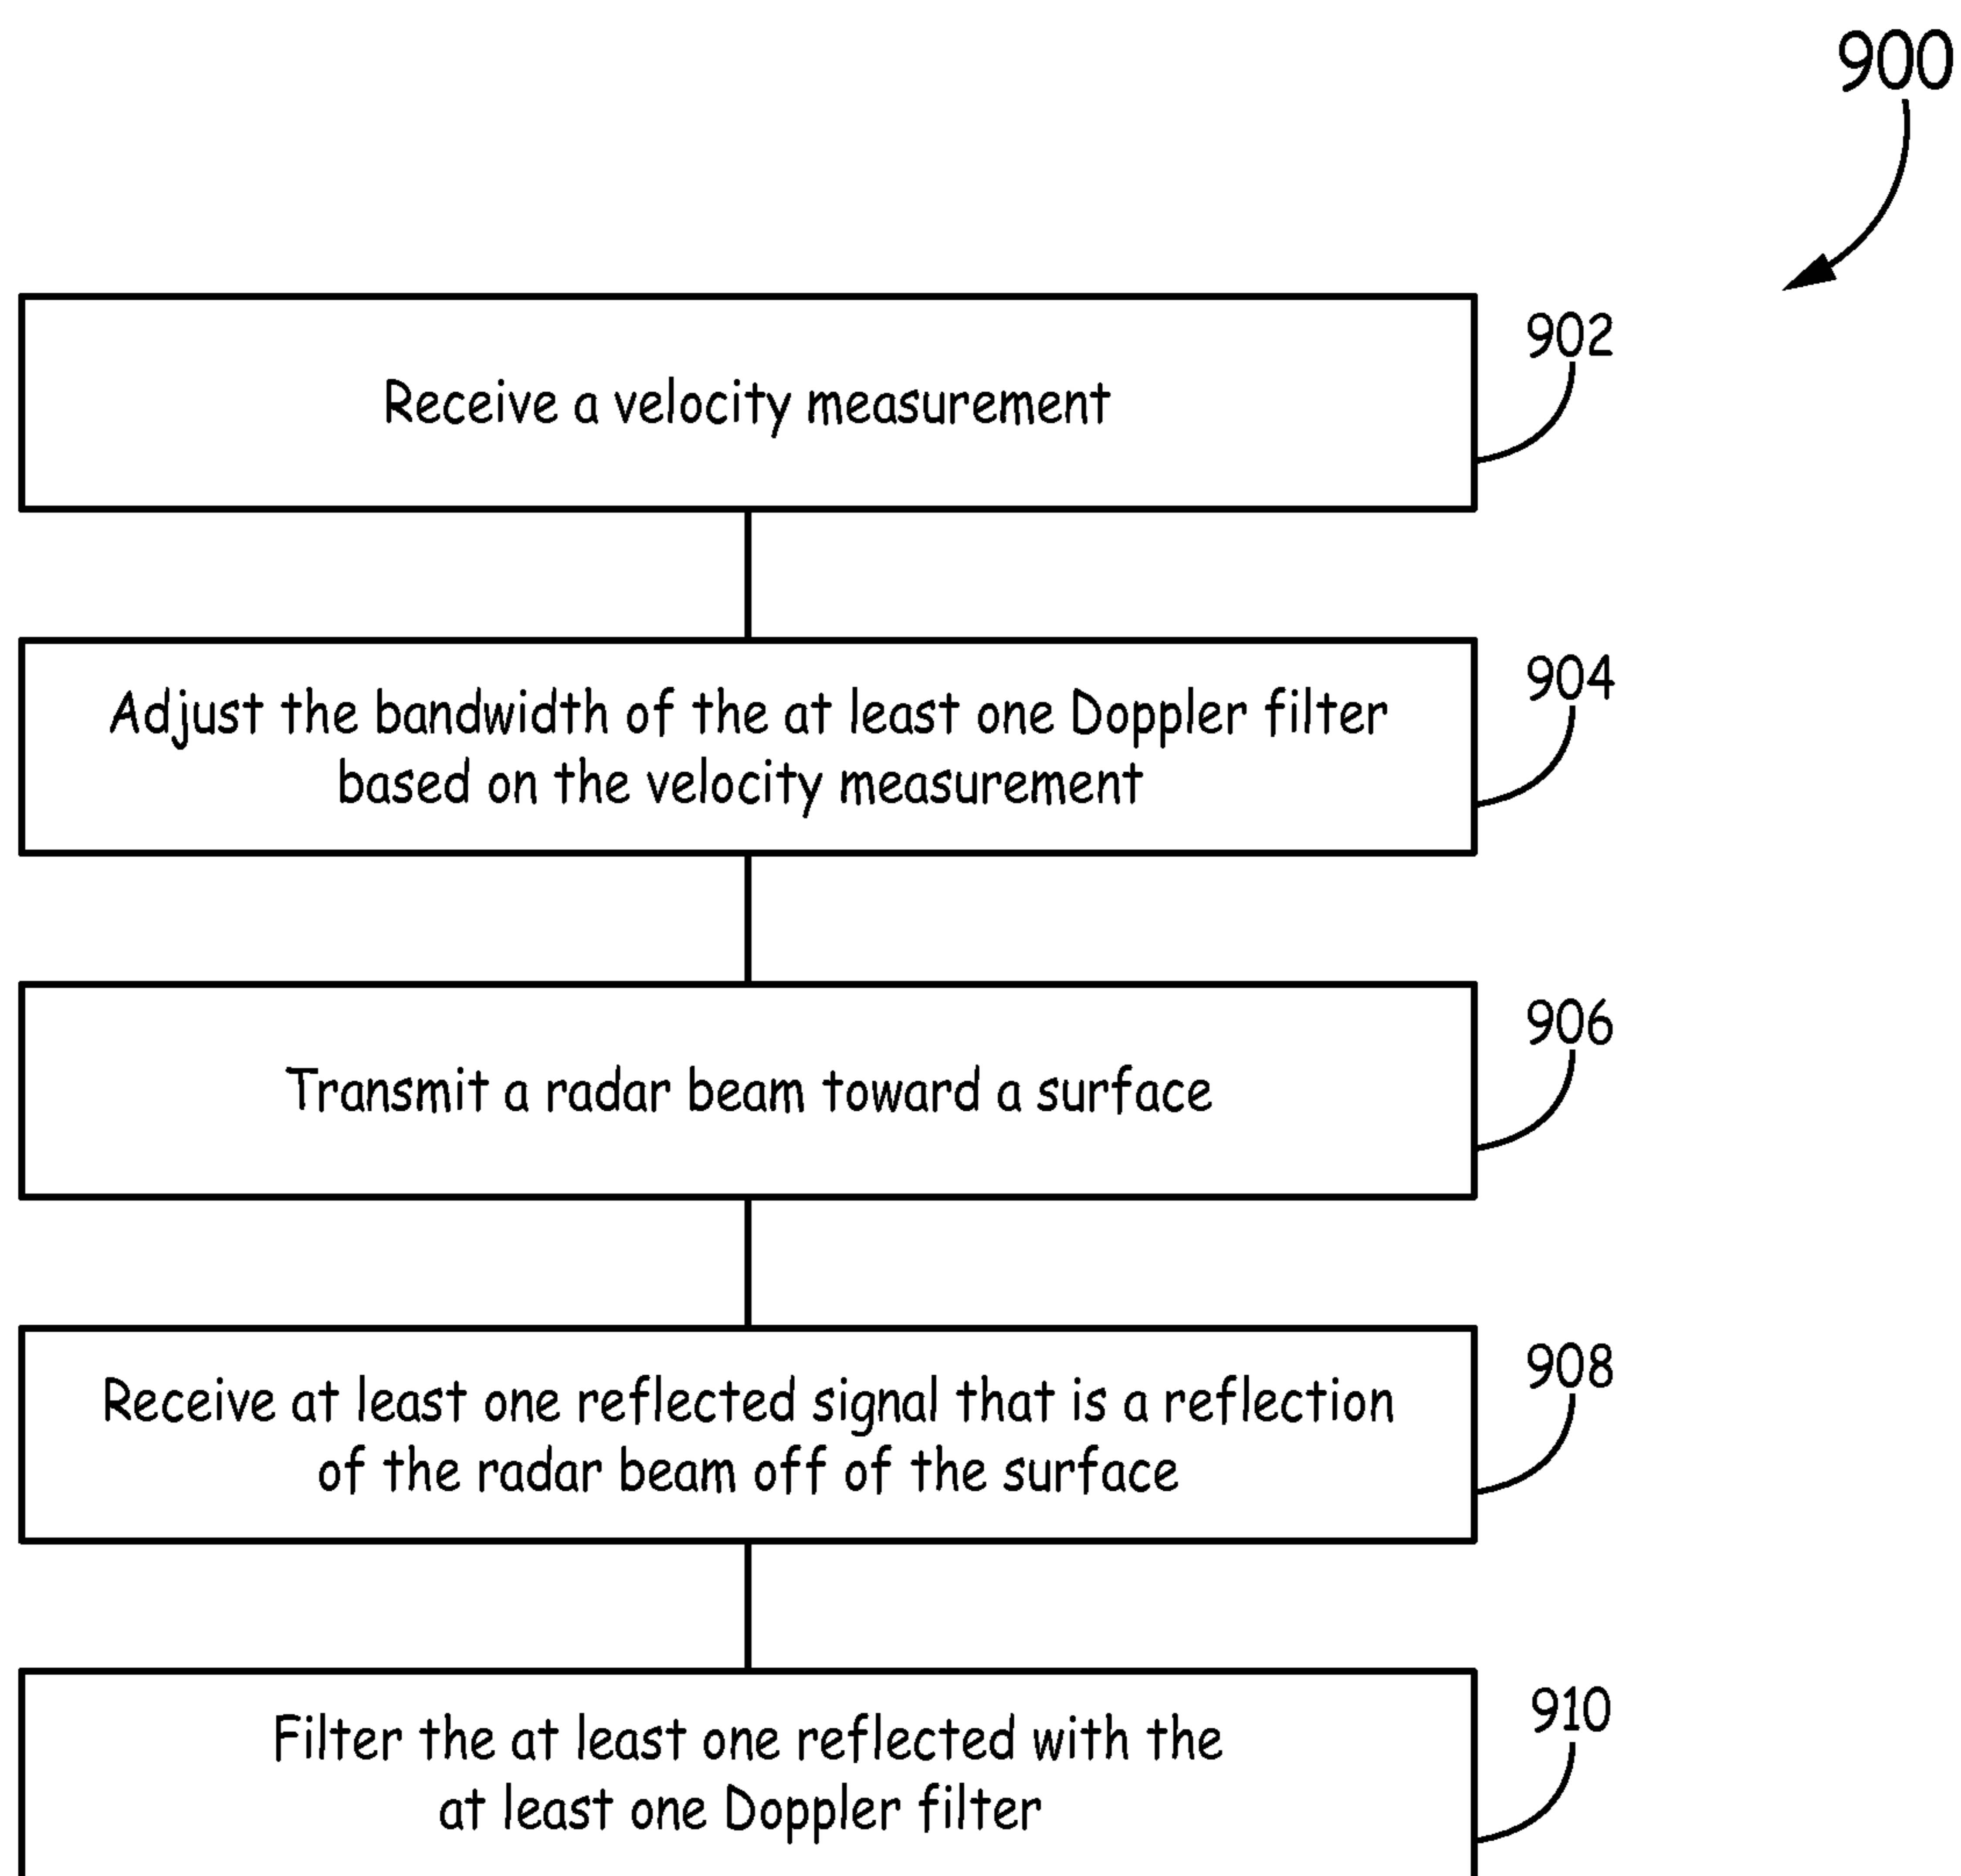 900
902
Receive a velocity measurement
904
Adjust the bandwidth of the at least one Doppler filter
based on the velocity measurement
906
Transmit a radar beam toward a surface
908
Receive at least one reflected signal that is a reflection
of the radar beam off of the surface
910
Filter the at least one reflected with the
at least one Doppler filter